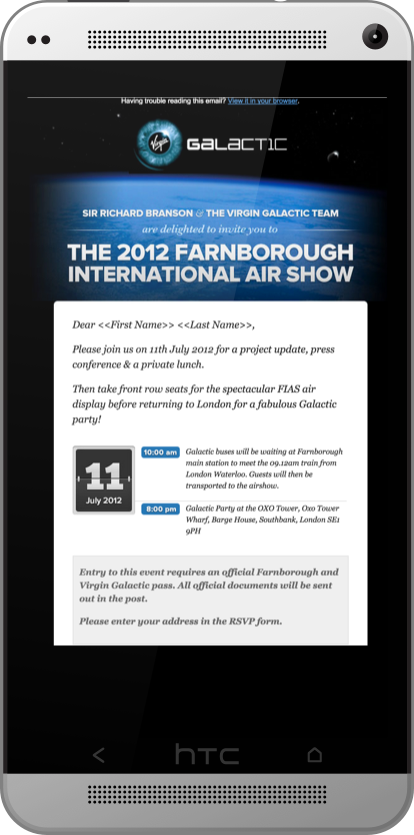 Having trouble reading this email? View it in your browser.
Virgin GALACTIC
SIR RICHARD BRANSON & THE VIRGIN GALACTIC TEAM
are delighted to invite you to
THE 2012 FARNBOROUGH
INTERNATIONAL AIR SHOW
Dear <<First Name>> <<Last Name>>,
Please join us on 11th July 2012 for a project update, press
conference & a private lunch.
Then take front row seats for the spectacular FIAS air
display before returning to London for a fabulous Galactic
party!
11
July 2012
10:00 am
Galactic buses will be waiting at Farnborough
main station to meet the 09.12am train from
London Waterloo. Guests will then be
transported to the airshow.
8:00 pm
Galactic Party at the OXO Tower, Oxo Tower
Wharf, Barge House, Southbank, London SE1
9PH
Entry to this event requires an official Farnborough and
Virgin Galactic pass. All official documents will be sent
out in the post.
Please enter your address in the RSVP form.
hTC